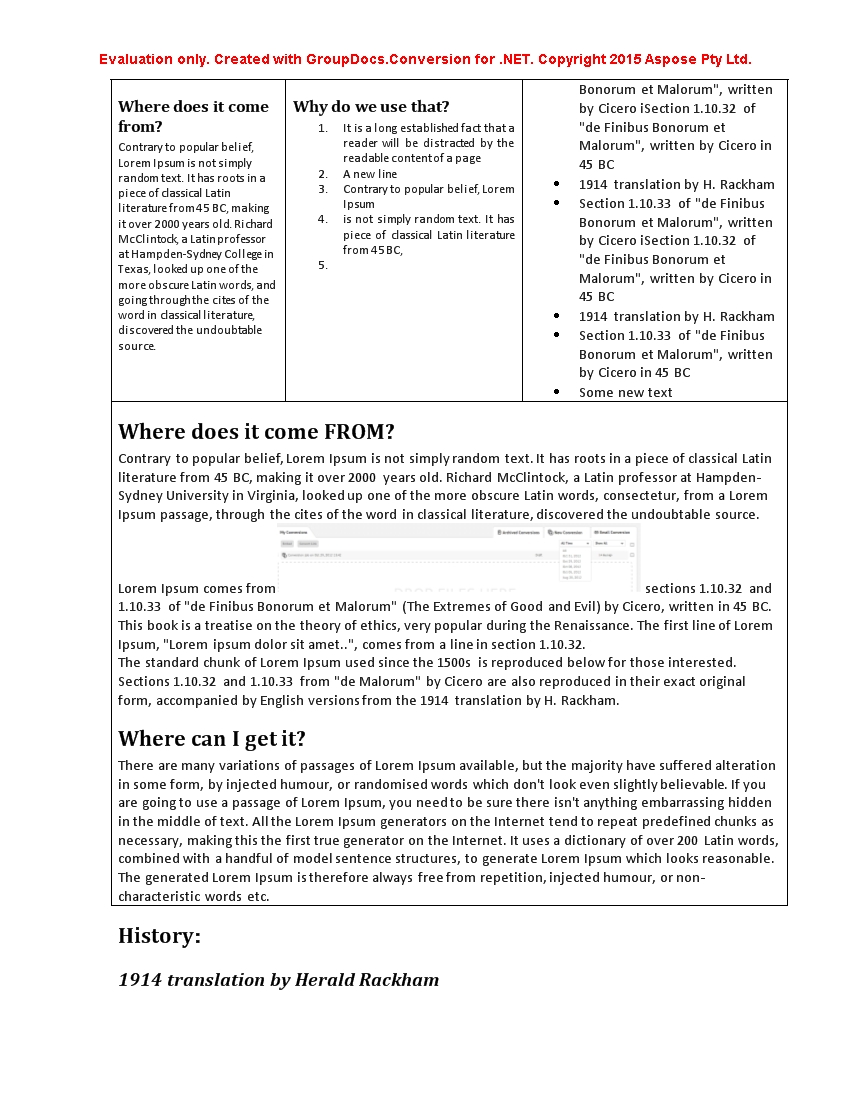 Evaluation only. Created with GroupDocs.Conversion for .NET. Copyright 2015 Aspose Pty Ltd.
Where does it come
from?
Contrary to popular belief,
Lorem Ipsum is not simply
random text. It has roots in a
piece of classical Latin
literature from 45 BC, making
it over 2000 years old. Richard
McClintock, a Latin professor
at Hampden-Sydney College in
Texas, looked up one of the
more obscure Latin words, and
going through the cites of the
word in classical literature,
discovered the undoubtable
source.
Why do we use that?
1. It is a long established fact that a
reader will be distracted by the
readable content of a page
2. A new line
3. Contrary to popular belief, Lorem
Ipsum
4. is not simply random text. It has
piece of classical Latin literature
from 45 BC,
5.
Bonorum et Malorum", written
by Cicero iSection 1.10.32 of
"de Finibus Bonorum et
Malorum", written by Cicero in
45 BC
• 1914 translation by H. Rackham
• Section 1.10.33 of "de Finibus
Bonorum et Malorum", written
by Cicero iSection 1.10.32 of
"de Finibus Bonorum et
Malorum", written by Cicero in
45 BC
• 1914 translation by H. Rackham
• Section 1.10.33 of "de Finibus
Bonorum et Malorum", written
by Cicero in 45 BC
• Some new text
Where does it come FROM?
Contrary to popular belief, Lorem Ipsum is not simply random text. It has roots in a piece of classical Latin
literature from 45 BC, making it over 2000 years old. Richard McClintock, a Latin professor at Hampden-
Sydney University in Virginia, looked up one of the more obscure Latin words, consectetur, from a Lorem
Ipsum passage, through the cites of the word in classical literature, discovered the undoubtable source.
My Conversions Archived Conversions New Conversion Conversions
All Time
DROP FILES HERE
Lorem Ipsum comes from sections 1.10.32 and
1.10.33 of "de Finibus Bonorum et Malorum" (The Extremes of Good and Evil) by Cicero, written in 45 BC.
This book is a treatise on the theory of ethics, very popular during the Renaissance. The first line of Lorem
Ipsum, "Lorem ipsum dolor sit amet..", comes from a line in section 1.10.32.
The standard chunk of Lorem Ipsum used since the 1500s is reproduced below for those interested.
Sections 1.10.32 and 1.10.33 from "de Malorum" by Cicero are also reproduced in their exact original
form, accompanied by English versions from the 1914 translation by H. Rackham.
Where can I get it?
There are many variations of passages of Lorem Ipsum available, but the majority have suffered alteration
in some form, by injected humour, or randomised words which don't look even slightly believable. If you
are going to use a passage of Lorem Ipsum, you need to be sure there isn't anything embarrassing hidden
in the middle of text. All the Lorem Ipsum generators on the Internet tend to repeat predefined chunks as
necessary, making this the first true generator on the Internet. It uses a dictionary of over 200 Latin words,
combined with a handful of model sentence structures, to generate Lorem Ipsum which looks reasonable.
The generated Lorem Ipsum is therefore always free from repetition, injected humour, or non-
characteristic words etc.
History:
1914 translation by Herald Rackham